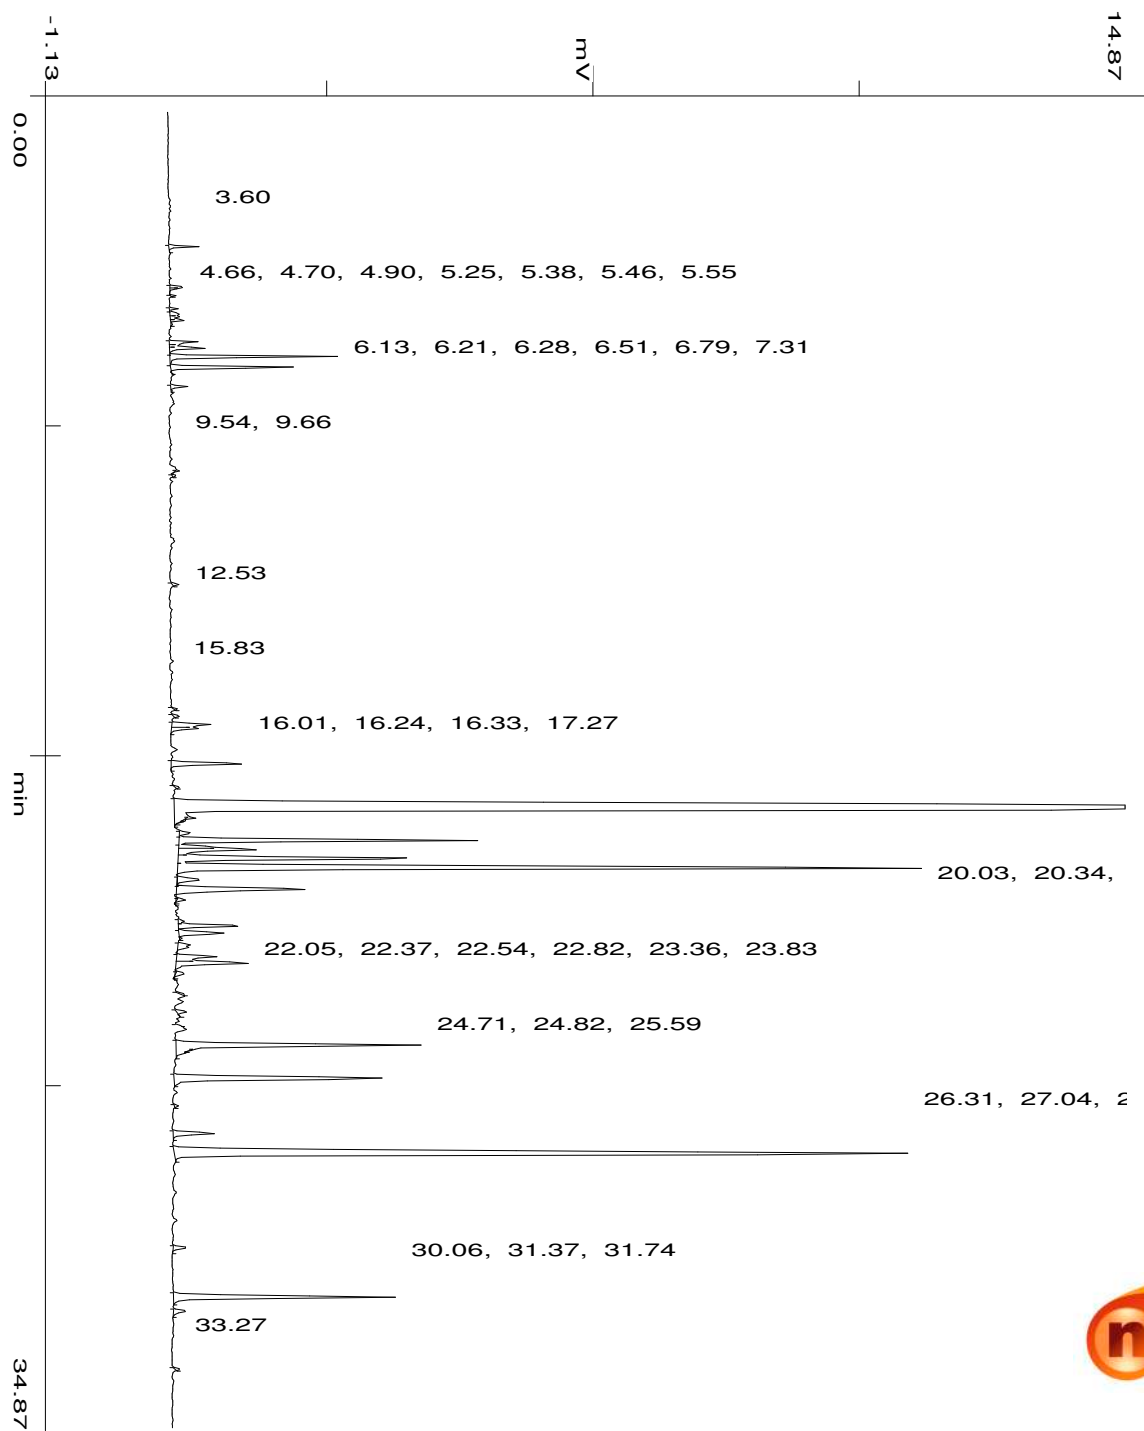 -1.13
mV
14.87
0.00
3.60
4.66, 4.70, 4.90, 5.25, 5.38, 5.46, 5.55
6.13, 6.21, 6.28, 6.51, 6.79, 7.31
9.54, 9.66
12.53
15.83
16.01, 16.24, 16.33, 17.27
min
20.03, 20.34,
22.05, 22.37, 22.54, 22.82, 23.36, 23.83
24.71, 24.82, 25.59
26.31, 27.04, 2
30.06, 31.37, 31.74
33.27
34.87
n